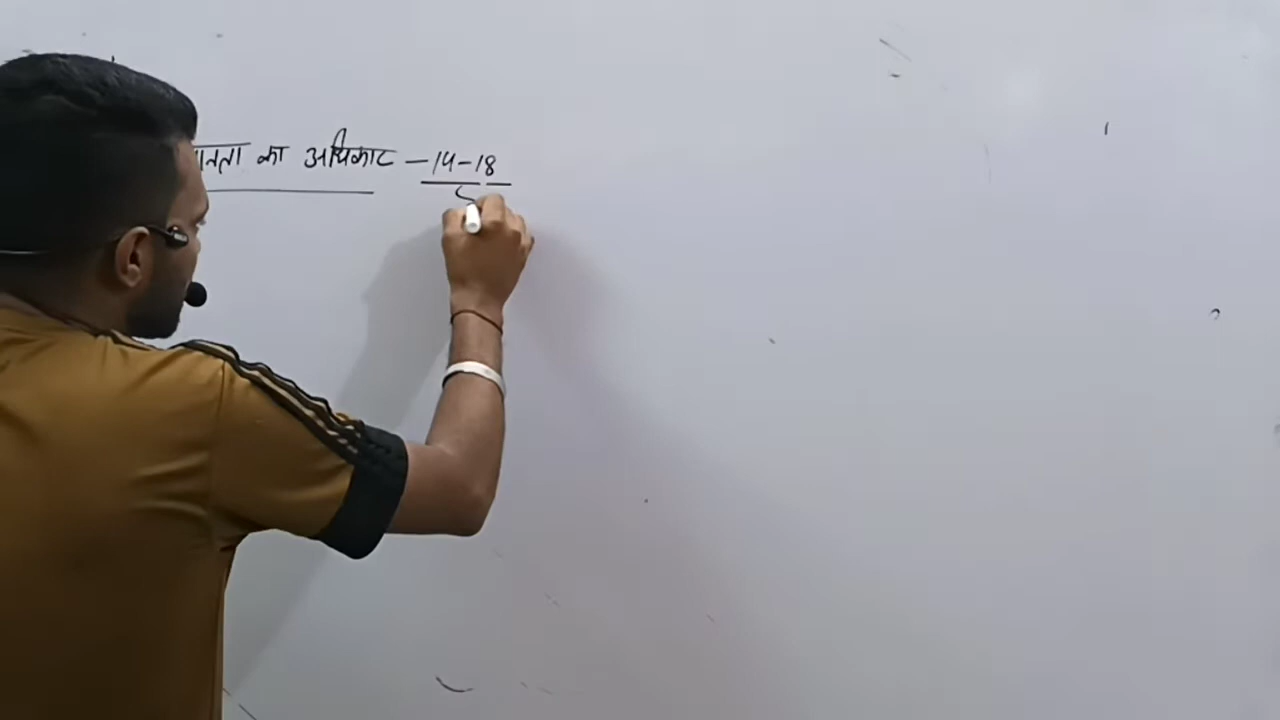 ानता का अधिकार – 14-18